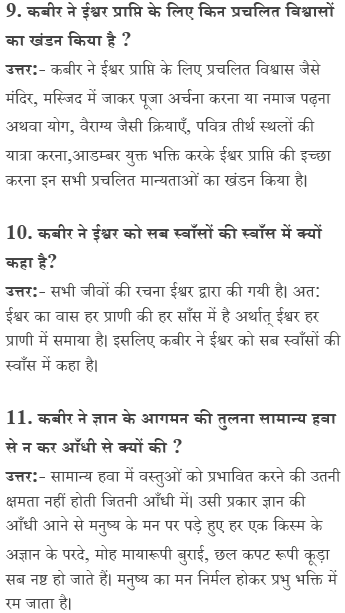 9. कबीर ने ईश्वर प्राप्ति के लिए किन प्रचलित विश्वासों
का खंडन किया है ?
उत्तर:- कबीर ने ईश्वर प्राप्ति के लिए प्रचलित विश्वास जैसे
मंदिर, मस्जिद में जाकर पूजा अर्चना करना या नमाज पढ़ना
अथवा योग, वैराग्य जैसी क्रियाएँ, पवित्र तीर्थ स्थलों की
यात्रा करना,आडम्बर युक्त भक्ति करके ईश्वर प्राप्ति की इच्छा
करना इन सभी प्रचलित मान्यताओं का खंडन किया है।
10. कबीर ने ईश्वर को सब स्वाँसों की स्वाँस में क्यों
कहा है?
उत्तर:- सभी जीवों की रचना ईश्वर द्वारा की गयी है। अत:
ईश्वर का वास हर प्राणी की हर साँस में है अर्थात् ईश्वर हर
प्राणी में समाया है। इसलिए कबीर ने ईश्वर को सब स्वाँसों की
स्वाँस में कहा है।
11. कबीर ने ज्ञान के आगमन की तुलना सामान्य हवा
से न कर आँधी से क्यों की ?
उत्तर:- सामान्य हवा में वस्तुओं को प्रभावित करने की उतनी
क्षमता नहीं होती जितनी आँधी में। उसी प्रकार ज्ञान की
आँधी आने से मनुष्य के मन पर पड़े हुए हर एक किस्म के
अज्ञान के परदे, मोह मायारूपी बुराई, छल कपट रूपी कूड़ा
सब नष्ट हो जाते हैं। मनुष्य का मन निर्मल होकर प्रभु भक्ति में
रम जाता है।